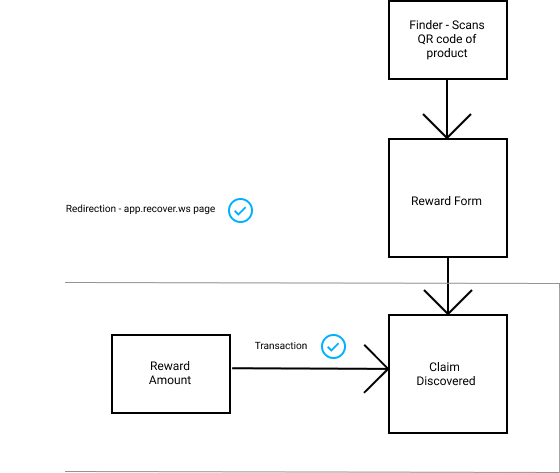 Finder - Scans
QR code of
product
Reward Form
Redirection - app.recover.ws page
Transaction
Reward
Amount
Claim
Discovered